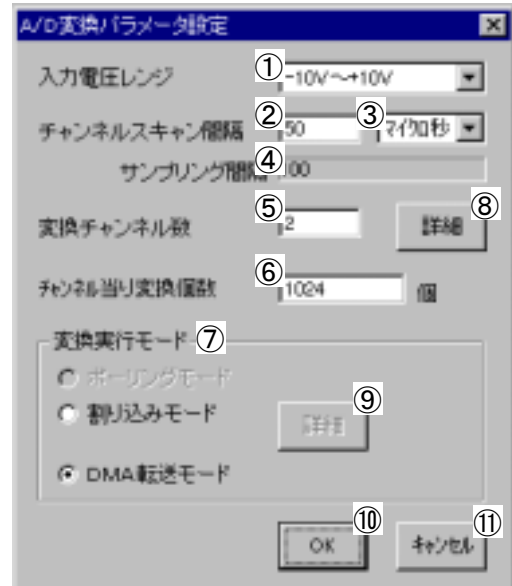 A/D変換パラメータ設定
入力電圧レンジ ① -10V～+10V
チャンネルスキャン間隔 ② 50 ③ マイクロ秒
サンプリング間隔 ④ 100
変換チャンネル数 ⑤ 2 詳細 ⑧
チャンネル当り変換個数 ⑥ 1024 個
変換実行モード ⑦
ポーリングモード
割り込みモード 詳細 ⑨
DMA転送モード
OK ⑩ キャンセル ⑪